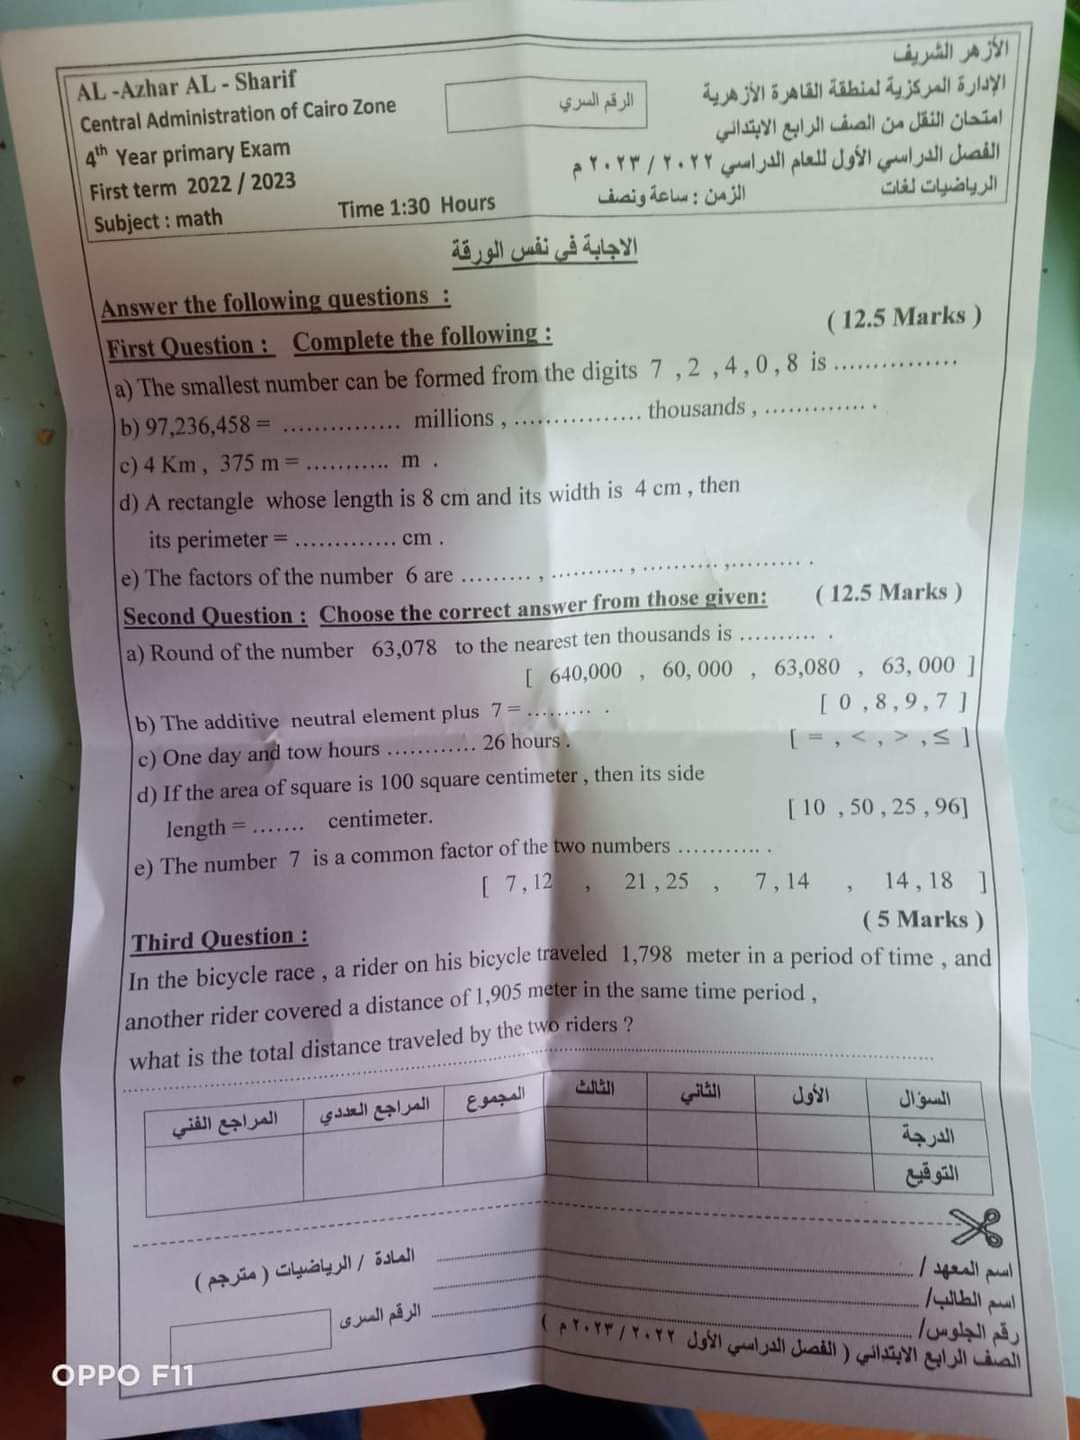 AL -Azhar AL - Sharif
Central Administration of Cairo Zone
4th Year primary Exam
First term 2022 / 2023
Subject : math Time 1:30 Hours
الرقم السري
الأزهر الشريف
الإدارة المركزية لمنطقة القاهرة الأزهرية
امتحان النقل من الصف الرابع الابتدائي
الفصل الدراسي الأول للعام الدراسي ٢٠٢٢ / ٢٠٢٣ م
الرياضيات لغات الزمن : ساعة ونصف
الاجابة في نفس الورقة
Answer the following questions :
First Question : Complete the following : ( 12.5 Marks )
a) The smallest number can be formed from the digits 7 , 2 , 4 , 0 , 8 is ...............
b) 97,236,458 = ............... millions , ................ thousands , ............. .
c) 4 Km , 375 m = ........... m .
d) A rectangle whose length is 8 cm and its width is 4 cm , then
its perimeter = ............. cm .
e) The factors of the number 6 are ......... , .......... , .......... , ......... .
Second Question : Choose the correct answer from those given: ( 12.5 Marks )
a) Round of the number 63,078 to the nearest ten thousands is .......... .
[ 640,000 , 60, 000 , 63,080 , 63, 000 ]
b) The additive neutral element plus 7 = ......... . [ 0 , 8 , 9 , 7 ]
c) One day and tow hours ............ 26 hours . [ = , < , > , ≤ ]
d) If the area of square is 100 square centimeter , then its side
length = ....... centimeter. [ 10 , 50 , 25 , 96]
e) The number 7 is a common factor of the two numbers ........... .
[ 7 , 12 , 21 , 25 , 7 , 14 , 14 , 18 ]
Third Question : ( 5 Marks )
In the bicycle race , a rider on his bicycle traveled 1,798 meter in a period of time , and
another rider covered a distance of 1,905 meter in the same time period ,
what is the total distance traveled by the two riders ?
السؤال الأول الثاني الثالث المجموع المراجع العددي المراجع الفني
الدرجة
التوقيع
اسم المعهد /
المادة / الرياضيات ( مترجم )
اسم الطالب/
رقم الجلوس/
الرقم السرى
الصف الرابع الابتدائي ( الفصل الدراسي الأول ٢٠٢٢ / ٢٠٢٣ م )
OPPO F11